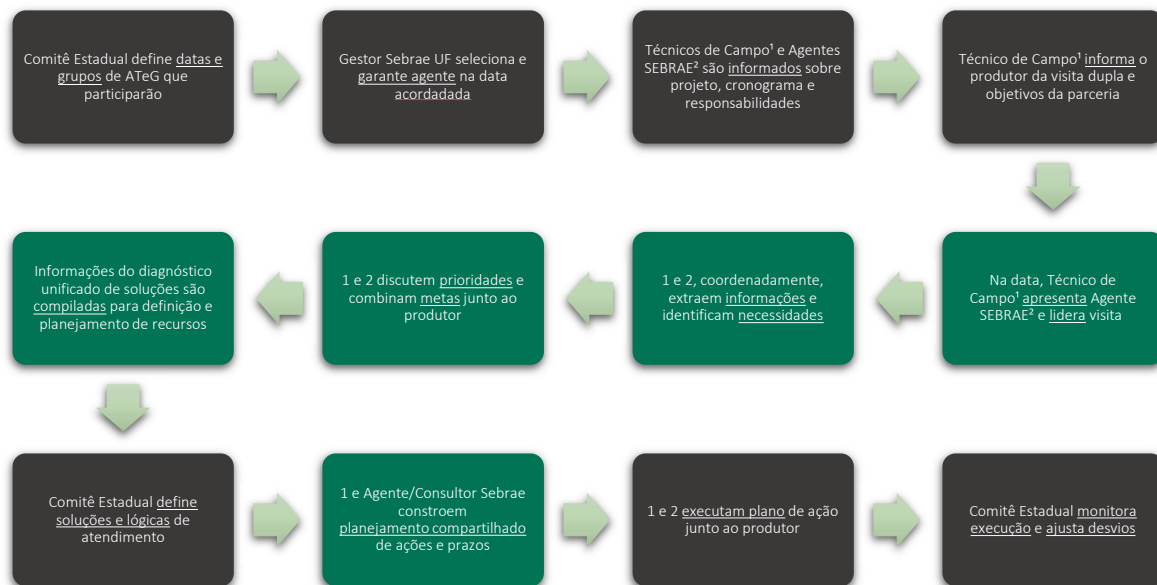 Comitê Estadual define datas e
grupos de ATeG que
participarão
Gestor Sebrae UF seleciona e
garante agente na data
acordadada
Técnicos de Campo¹ e Agentes
SEBRAE² são informados sobre
projeto, cronograma e
responsabilidades
Técnico de Campo¹ informa o
produtor da visita dupla e
objetivos da parceria
Na data, Técnico de
Campo¹ apresenta Agente
SEBRAE² e lidera visita
1 e 2, coordenadamente,
extraem informações e
identificam necessidades
1 e 2 discutem prioridades e
combinam metas junto ao
produtor
Informações do diagnóstico
unificado de soluções são
compiladas para definição e
planejamento de recursos
Comitê Estadual define
soluções e lógicas de
atendimento
1 e Agente/Consultor Sebrae
constroem
planejamento compartilhado
de ações e prazos
1 e 2 executam plano de ação
junto ao produtor
Comitê Estadual monitora
execução e ajusta desvios